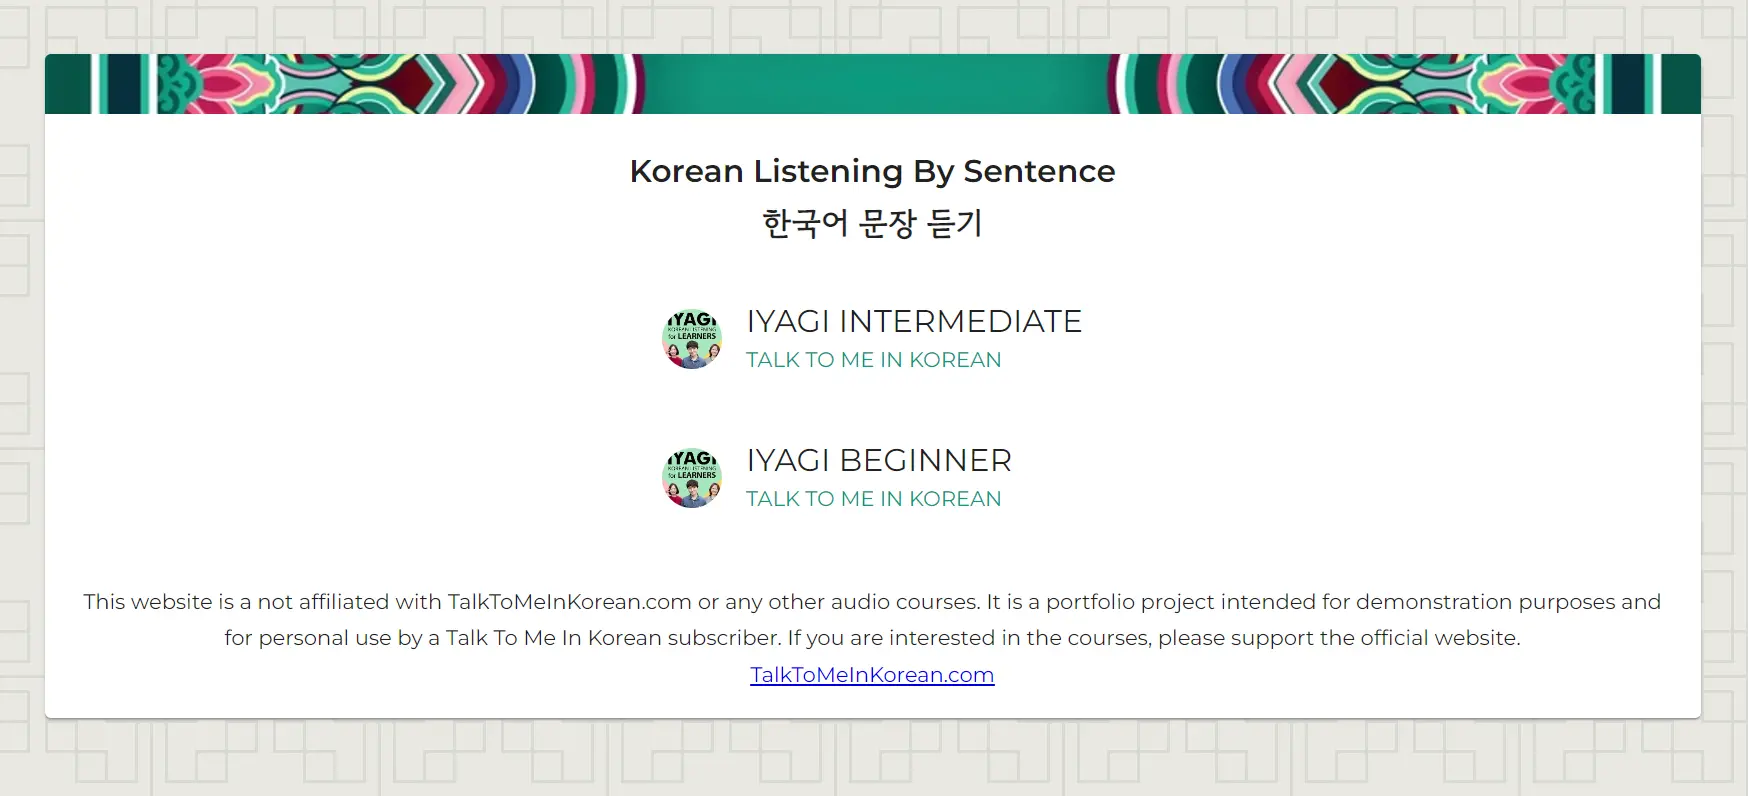 Korean Listening By Sentence
한국어 문장 듣기
IYAGI
KOREAN LISTENING
for LEARNERS
IYAGI INTERMEDIATE
TALK TO ME IN KOREAN
IYAGI
KOREAN LISTENING
for LEARNERS
IYAGI BEGINNER
TALK TO ME IN KOREAN
This website is a not affiliated with TalkToMeInKorean.com or any other audio courses. It is a portfolio project intended for demonstration purposes and
for personal use by a Talk To Me In Korean subscriber. If you are interested in the courses, please support the official website.
TalkToMeInKorean.com